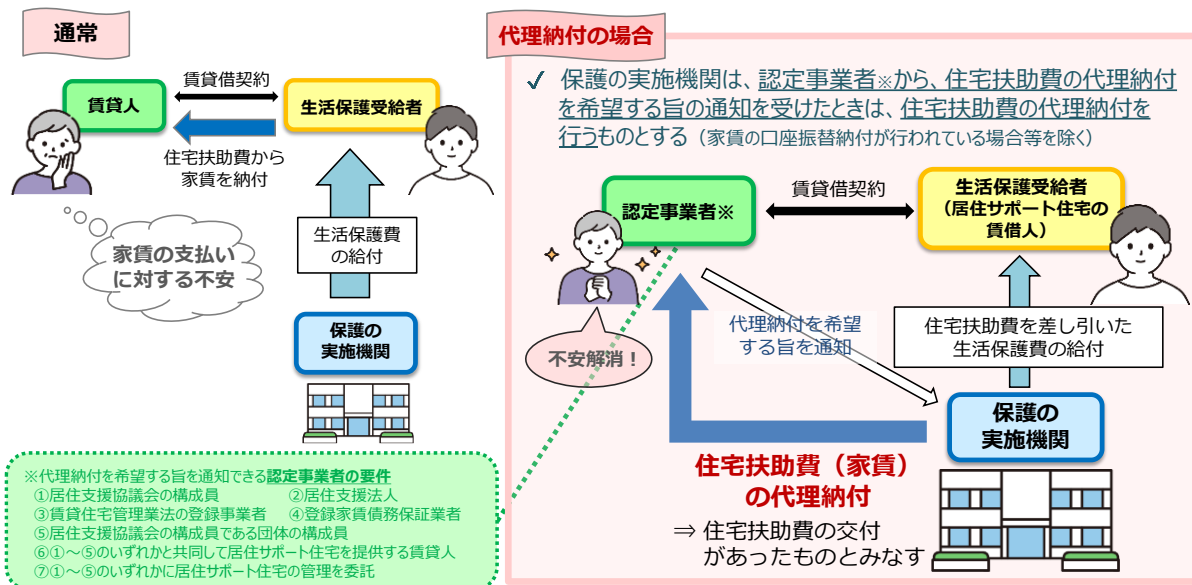 通常
賃貸人
賃貸借契約
生活保護受給者
住宅扶助費から
家賃を納付
家賃の支払い
に対する不安
生活保護費
の給付
保護の
実施機関
※代理納付を希望する旨を通知できる認定事業者の要件
①居住支援協議会の構成員 ②居住支援法人
③賃貸住宅管理業法の登録事業者 ④登録家賃債務保証業者
⑤居住支援協議会の構成員である団体の構成員
⑥①～⑤のいずれかと共同して居住サポート住宅を提供する賃貸人
⑦①～⑤のいずれかに居住サポート住宅の管理を委託
代理納付の場合
✓ 保護の実施機関は、認定事業者※から、住宅扶助費の代理納付
を希望する旨の通知を受けたときは、住宅扶助費の代理納付を
行うものとする（家賃の口座振替納付が行われている場合等を除く）
認定事業者※
賃貸借契約
生活保護受給者
（居住サポート住宅の
賃借人）
不安解消！
代理納付を希望
する旨を通知
住宅扶助費を差し引いた
生活保護費の給付
保護の
実施機関
住宅扶助費（家賃）
の代理納付
⇒ 住宅扶助費の交付
があったものとみなす